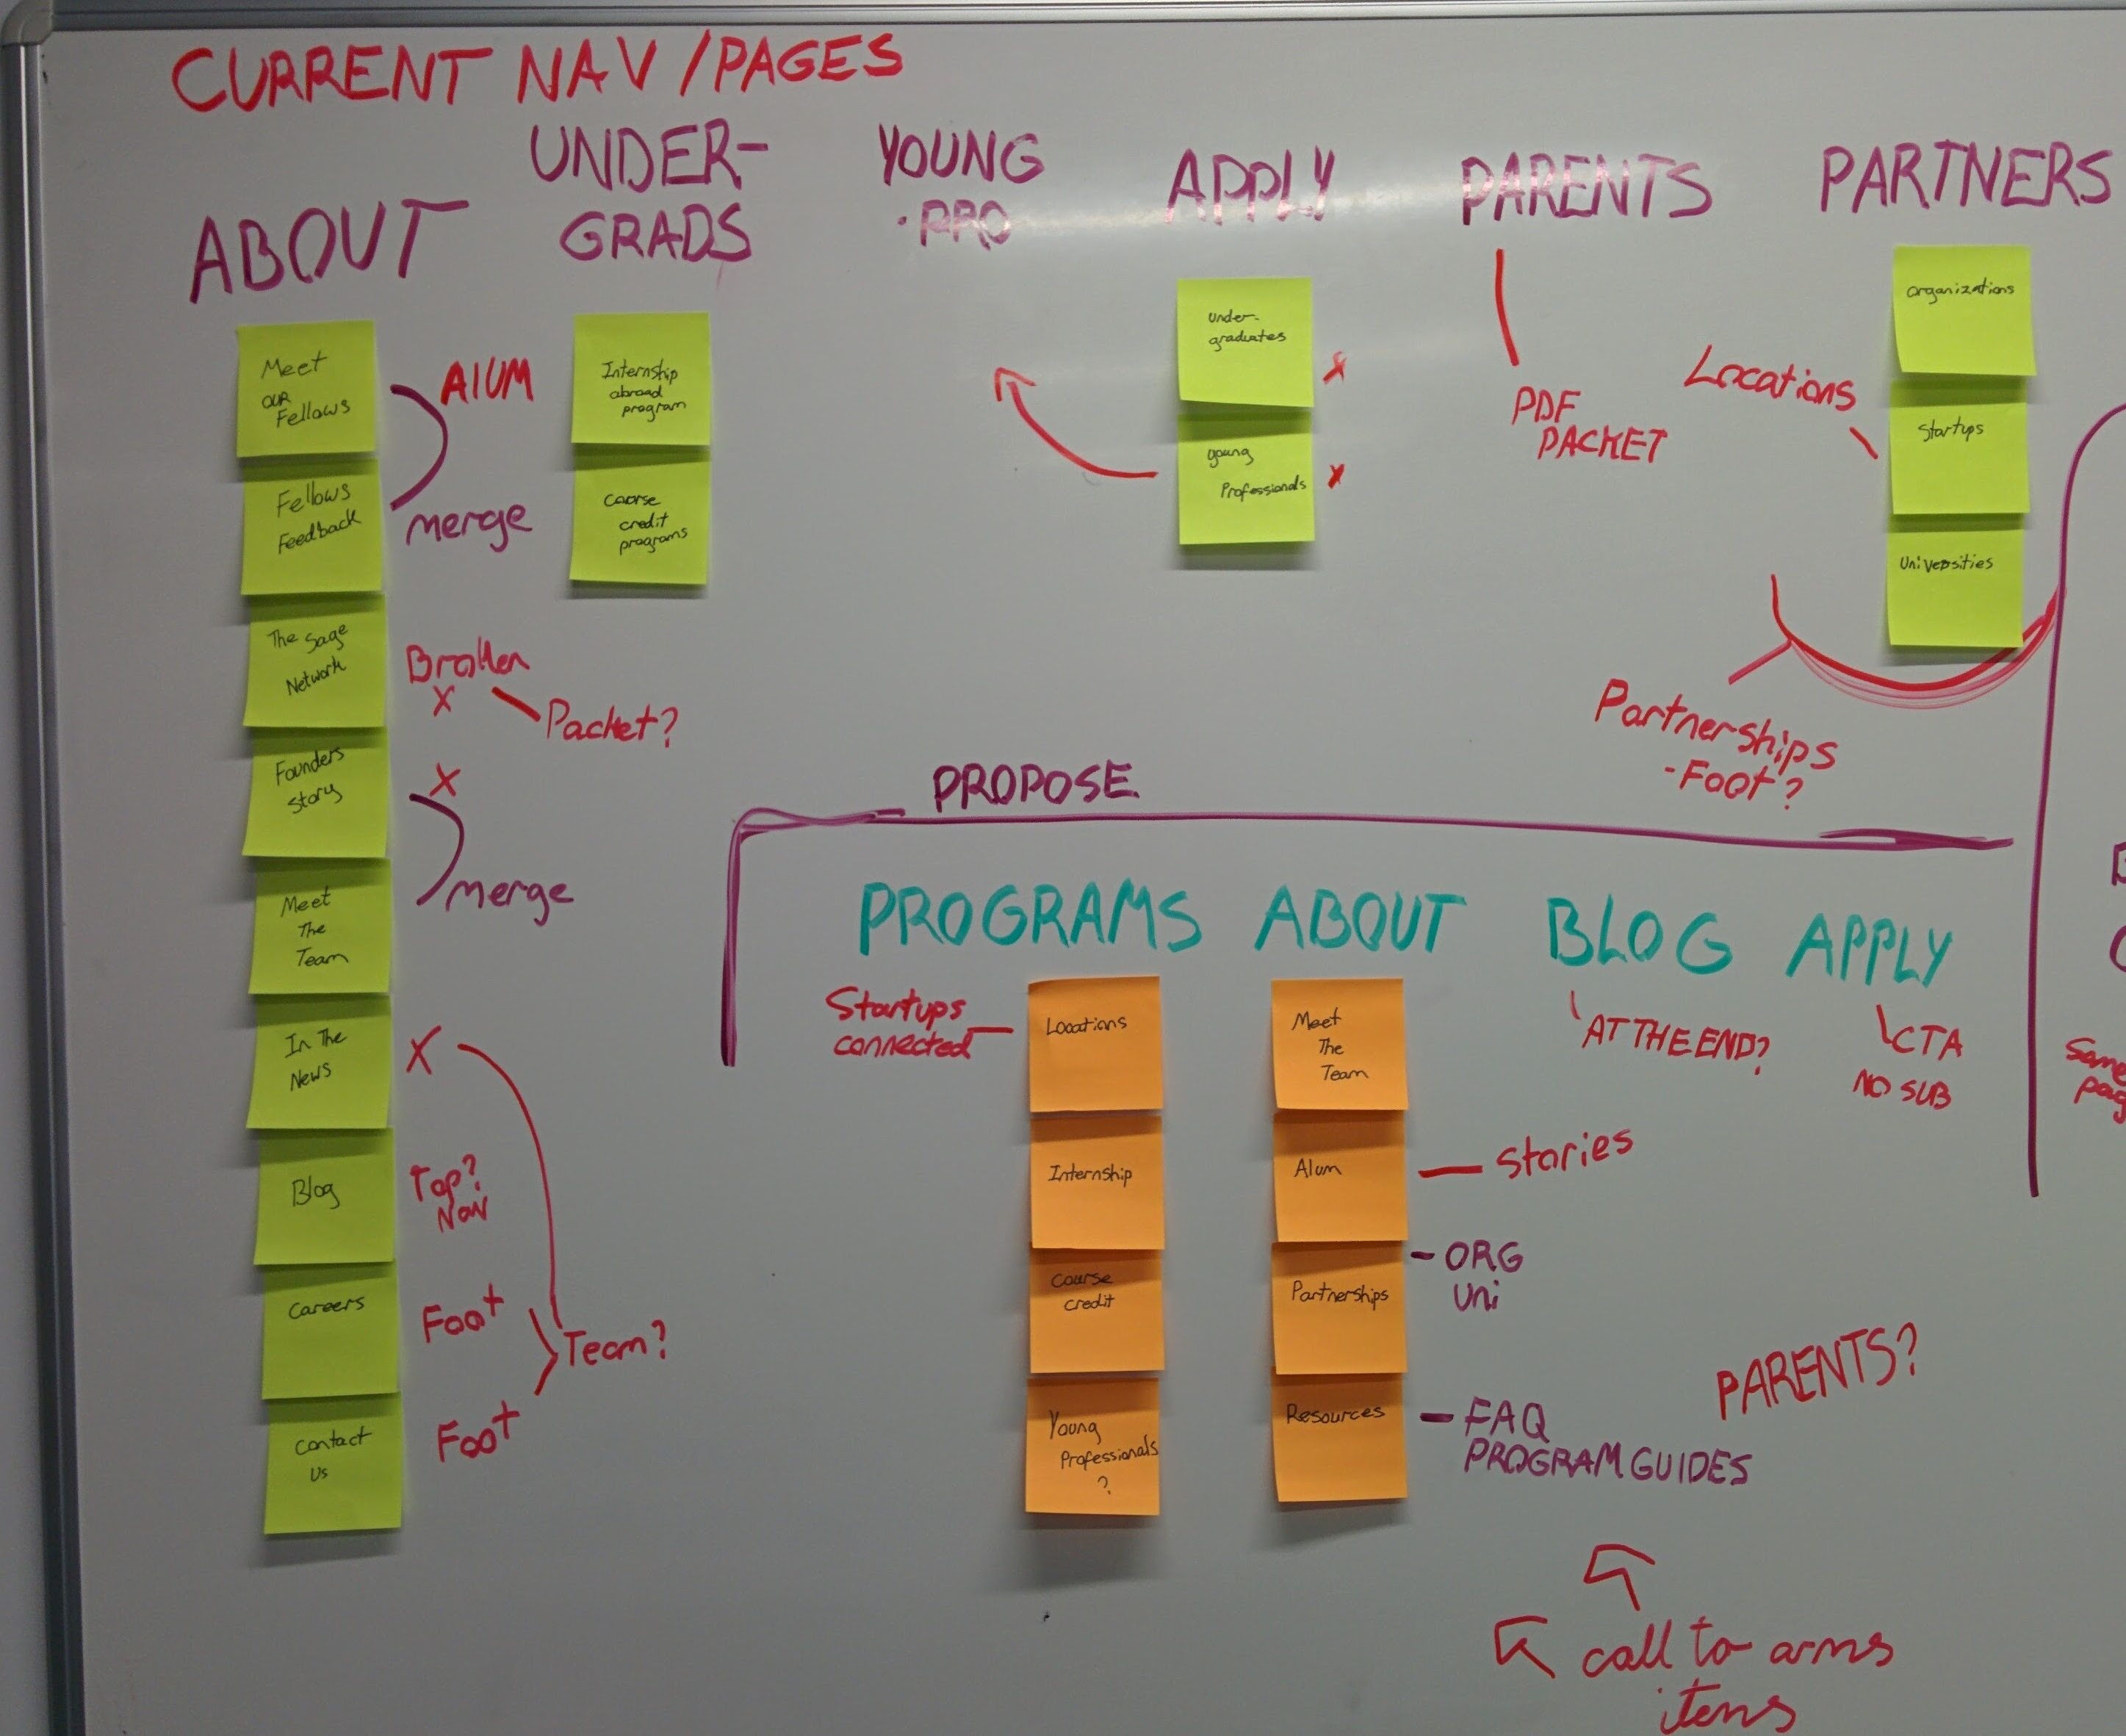 CURRENT NAV / PAGES
ABOUT
Meet
our
Fellows
Fellows
Feedback
AlUM
merge
The Sage
Network
Broken
X
Packet?
Founders
Story
X
Meet
The
Team
merge
In The
News
X
Blog
Top?
Nav
Careers
Foot
Contact
Us
Foot
Team?
UNDER-
GRADS
Internship
abroad
program
Course
credit
programs
YOUNG
PRO
APPLY
Under-
graduates
X
Young
Professionals
X
PARENTS
PDF
PACKET
PARTNERS
Organizations
Startups
Locations
Universities
Partnerships
-Foot?
PROPOSE
PROGRAMS
Startups
connected
Locations
Internship
Course
credit
Young
Professionals
?
ABOUT
Meet
The
Team
Alum
Stories
Partnerships
- ORG
Uni
Resources
- FAQ
PROGRAM GUIDES
BLOG
AT THE END?
APPLY
CTA
NO SUB
PARENTS?
call to arms
items
Same